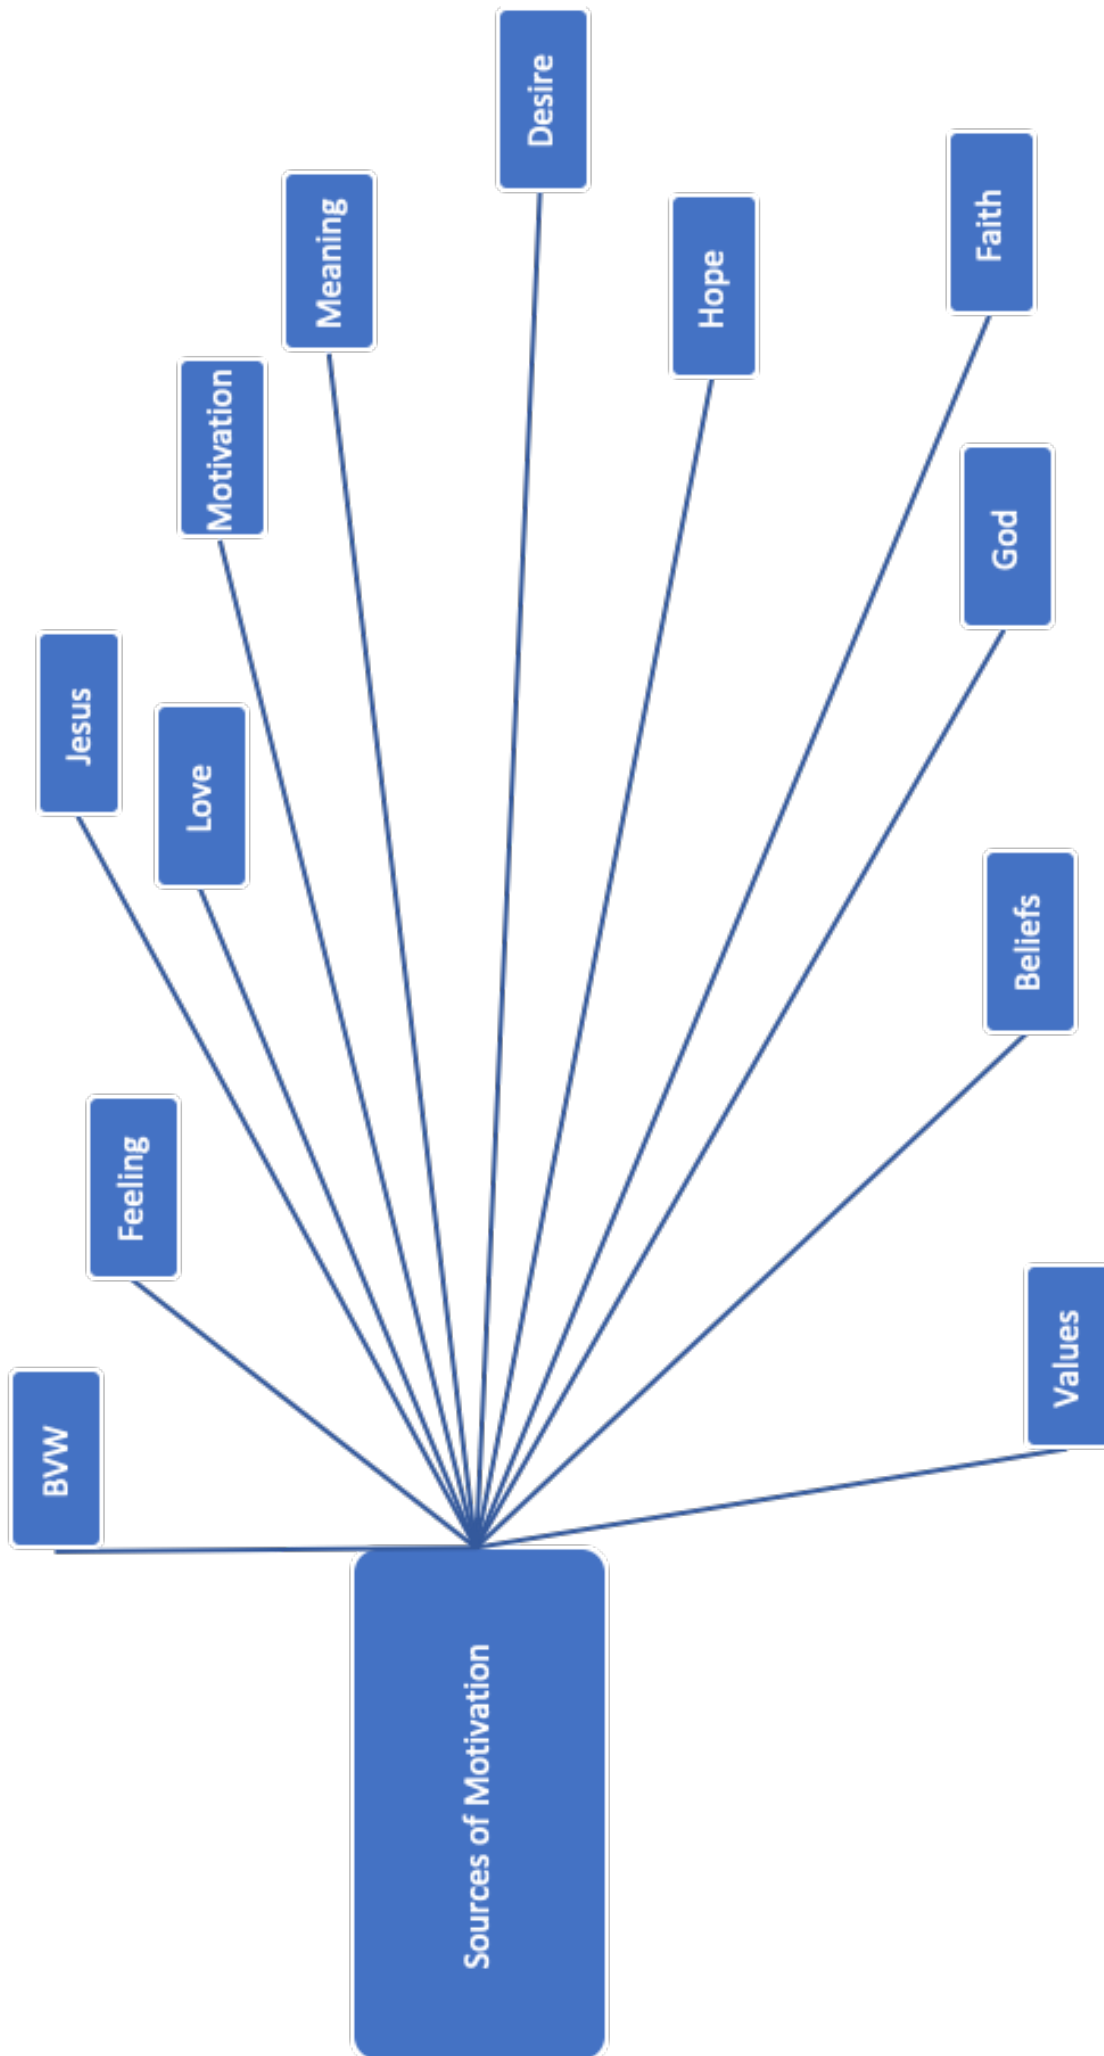 Sources of Motivation
BVW
Feeling
Jesus
Love
Motivation
Meaning
Desire
Hope
Faith
God
Beliefs
Values